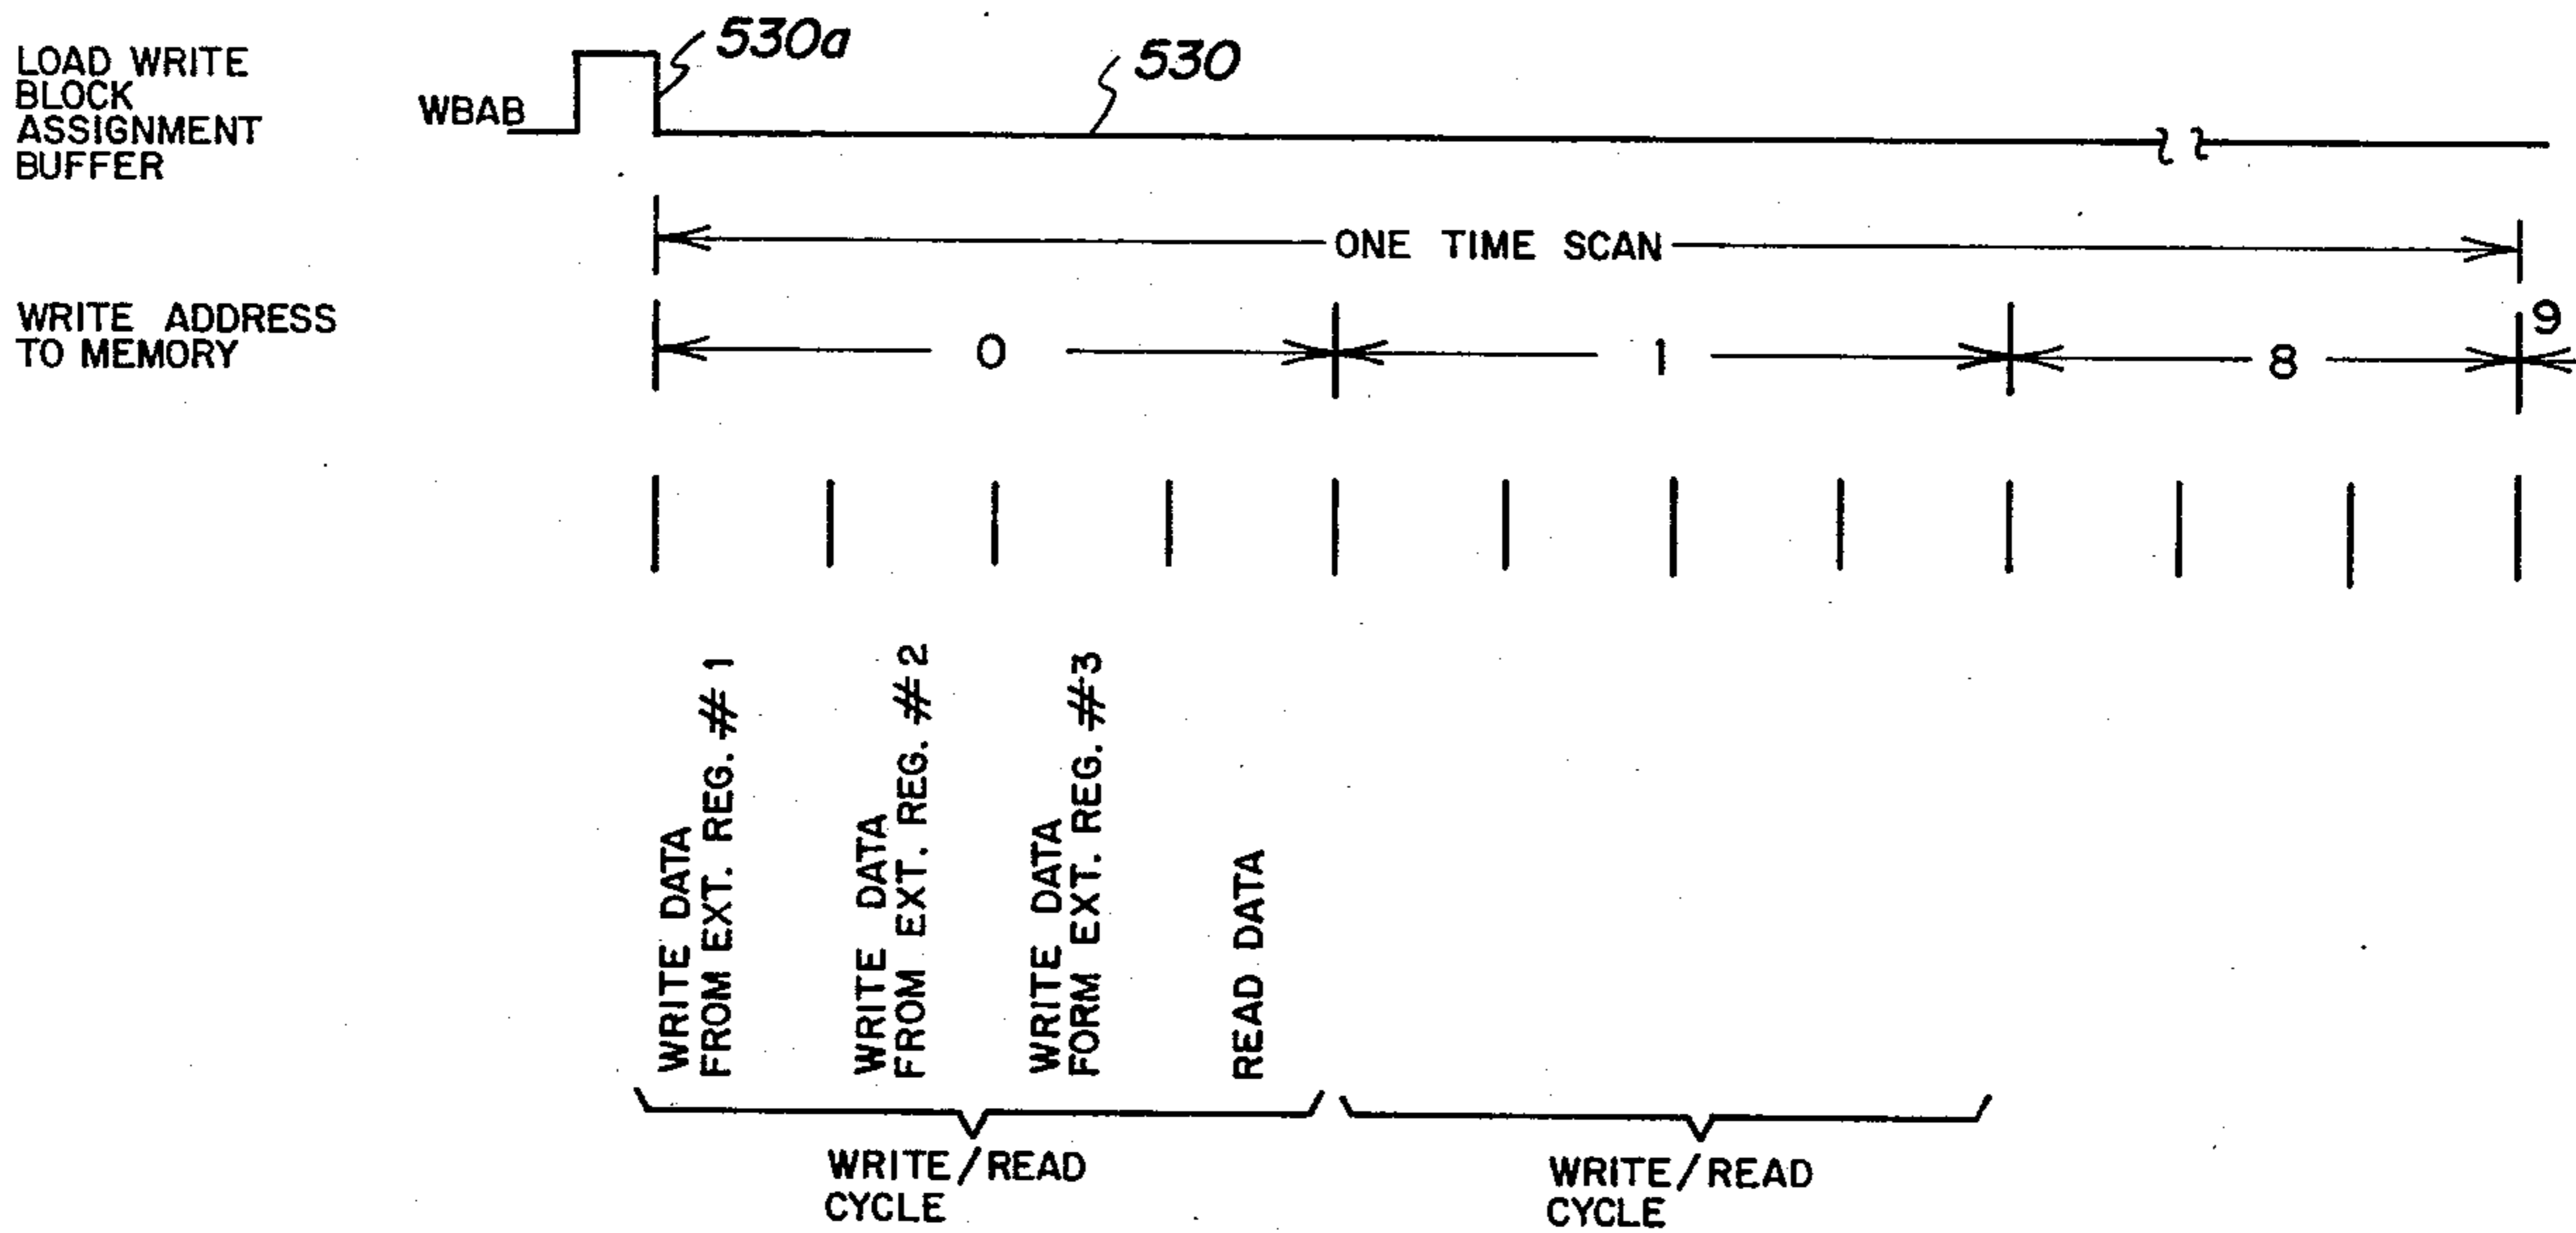 LOAD WRITE
BLOCK
ASSIGNMENT
BUFFER
WBAB
530a
530
ONE TIME SCAN
WRITE ADDRESS
TO MEMORY
0
1
8
9
WRITE DATA
FROM EXT. REG. #1
WRITE DATA
FROM EXT. REG. #2
WRITE DATA
FORM EXT. REG. #3
READ DATA
WRITE/READ
CYCLE
WRITE/READ
CYCLE